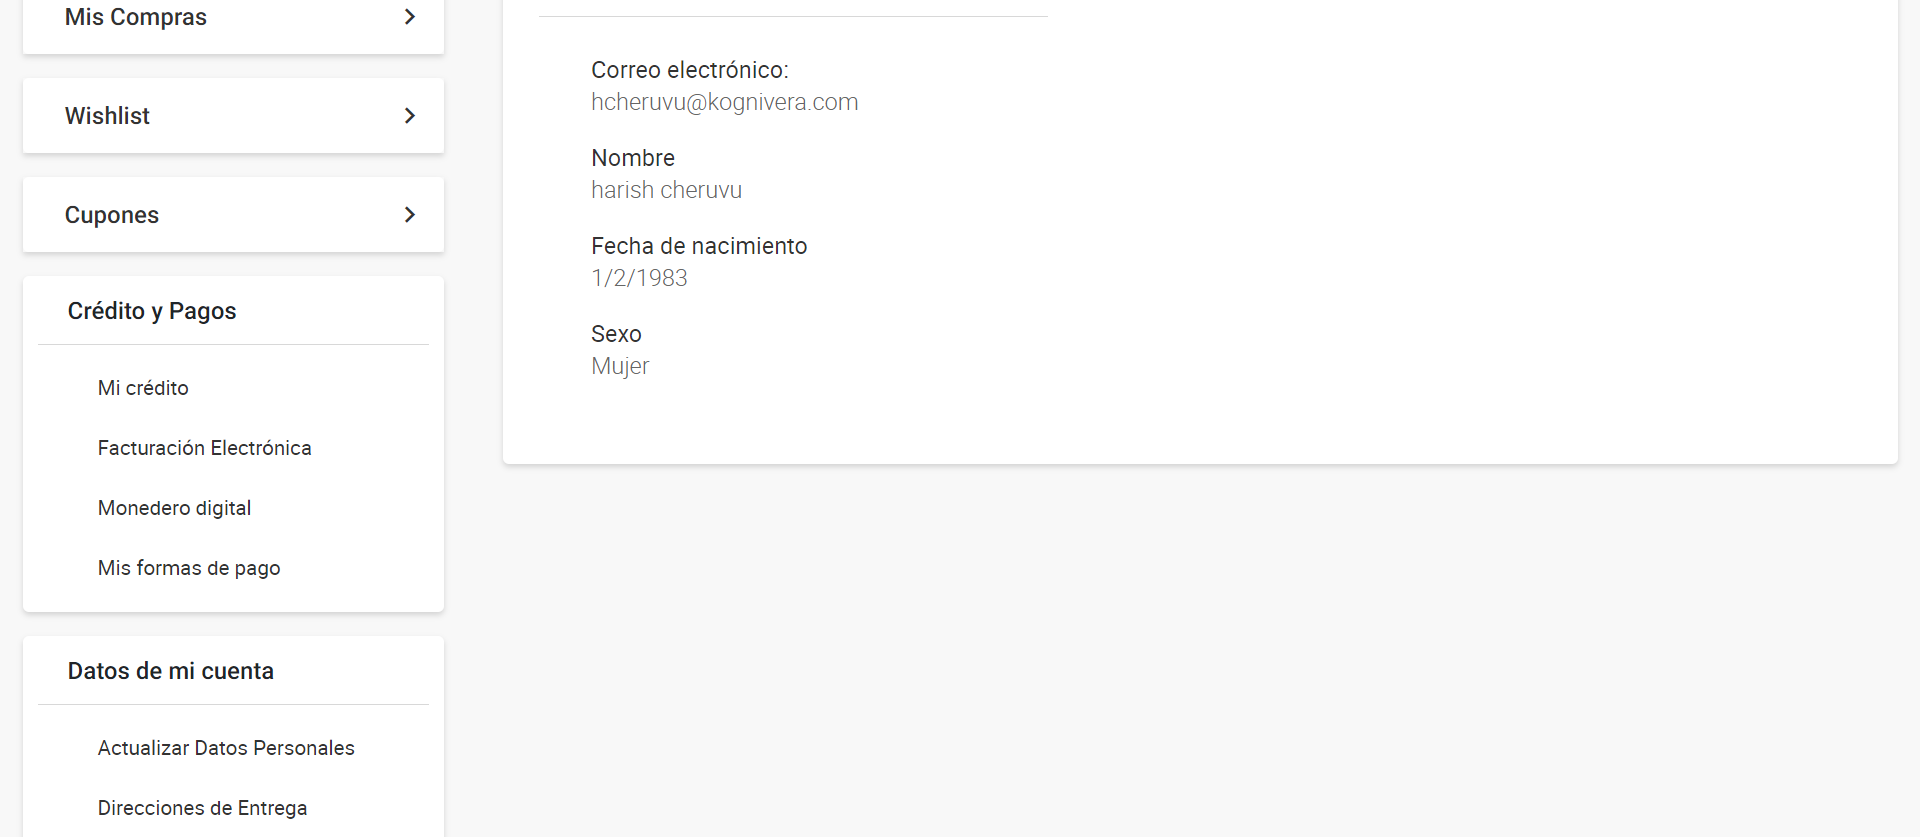 Mis Compras
Wishlist
Cupones
Crédito y Pagos
Mi crédito
Facturación Electrónica
Monedero digital
Mis formas de pago
Datos de mi cuenta
Actualizar Datos Personales
Direcciones de Entrega
Correo electrónico:
hcheruvu@kognivera.com
Nombre
harish cheruvu
Fecha de nacimiento
1/2/1983
Sexo
Mujer